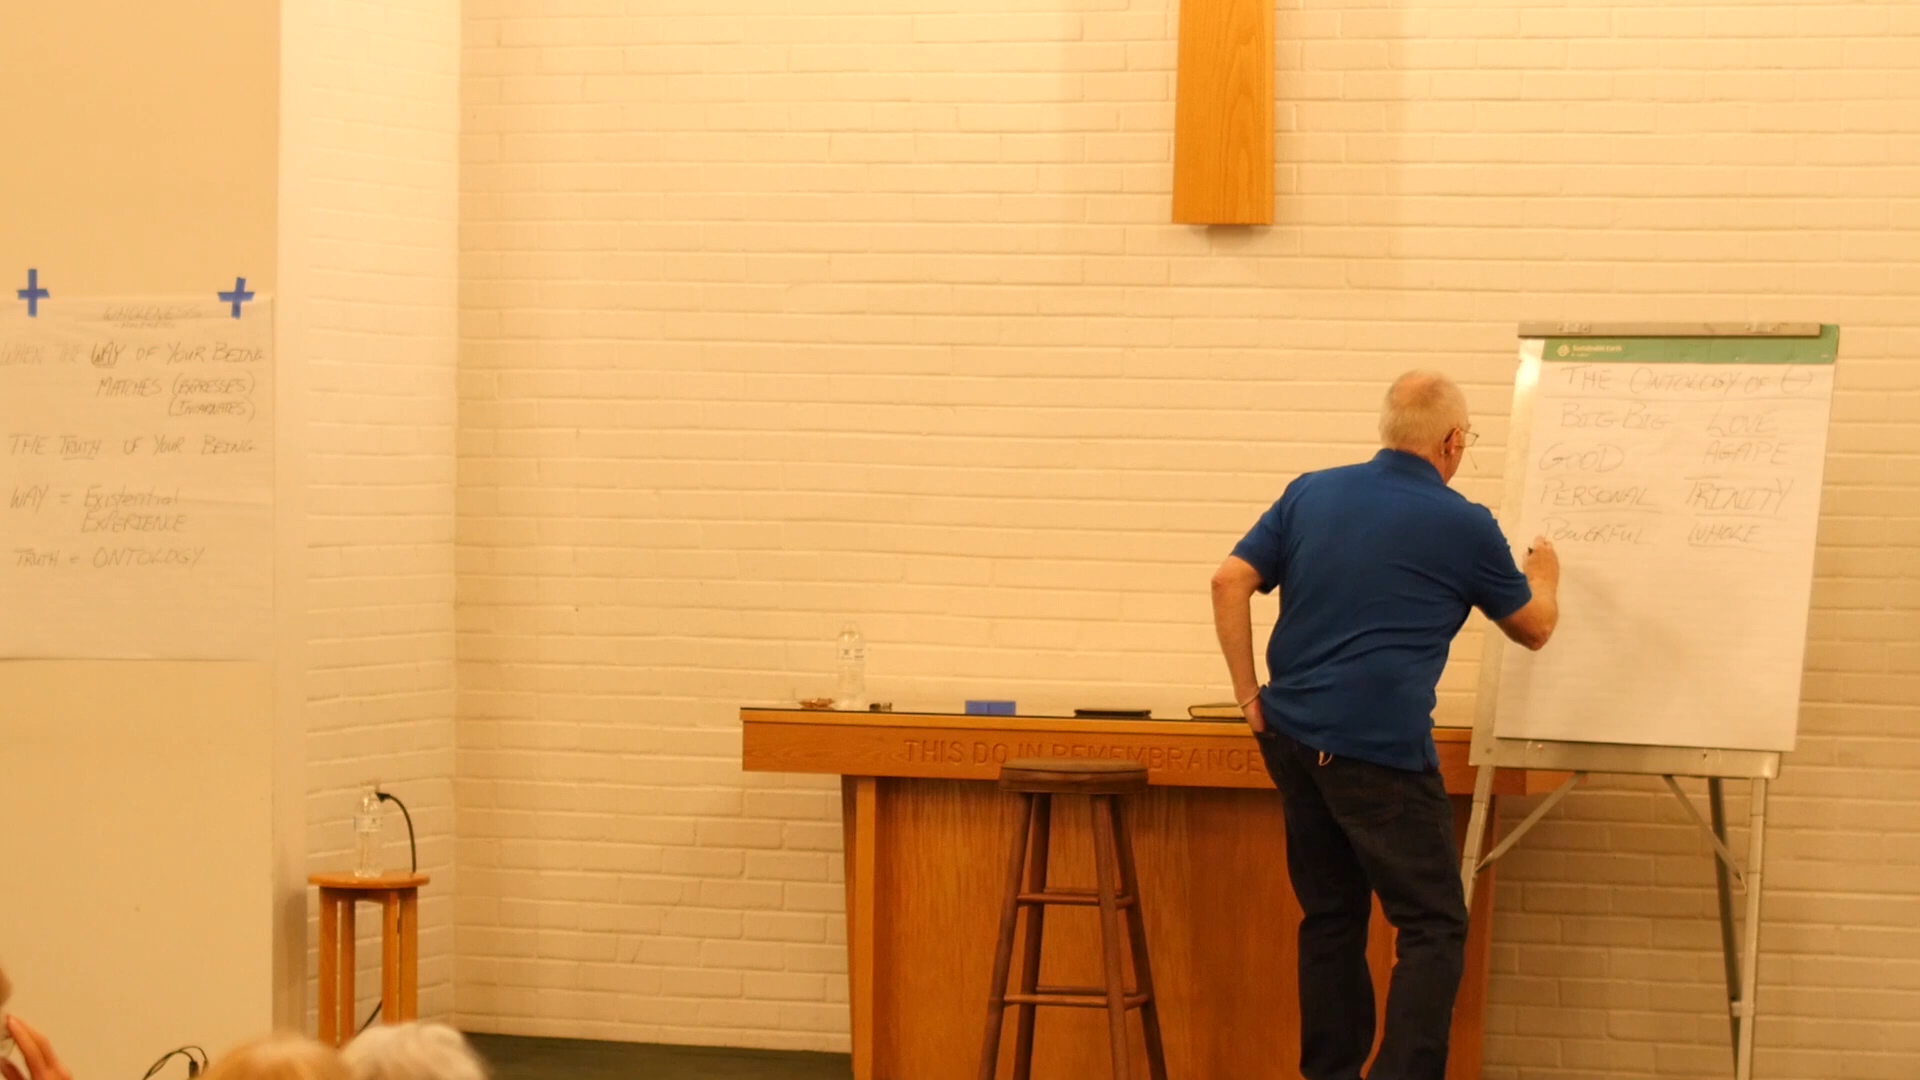 WHOLENESS
WHEN THE WAY OF YOUR BEING
MATCHES (EXPRESSES)
(INCARNATES)
THE TRUTH OF YOUR BEING
WAY = Existential
EXPERIENCE
TRUTH = ONTOLOGY
THIS DO IN REMEMBRANCE
THE ONTOLOGY OF Θ
BIG BIG LOVE
GOOD AGAPE
PERSONAL TRINITY
POWERFUL WHOLE